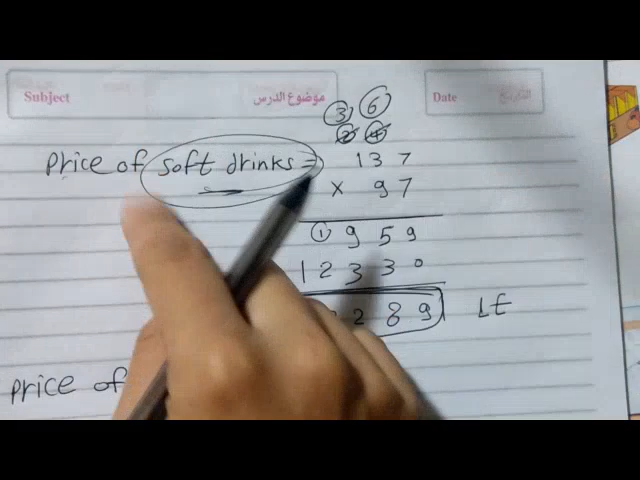 Subject موضوع الدرس Date التاريخ
3 6
2 4
Price of soft drinks = 137
x 97
1
959
12330
289 LE
Price of